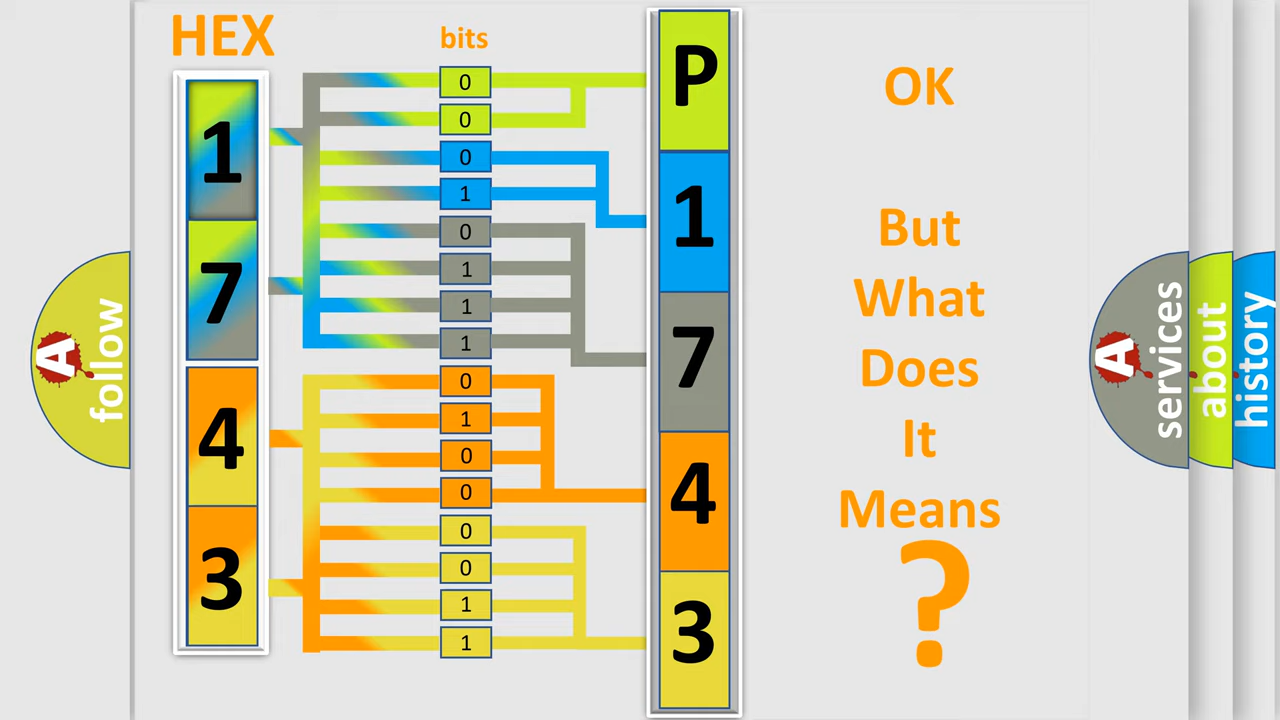 HEX
bits
1
7
4
3
0
0
0
1
0
1
1
1
0
1
0
0
0
0
1
1
P
1
7
4
3
OK
But
What
Does
It
Means
?
A
follow
A
services
about
history